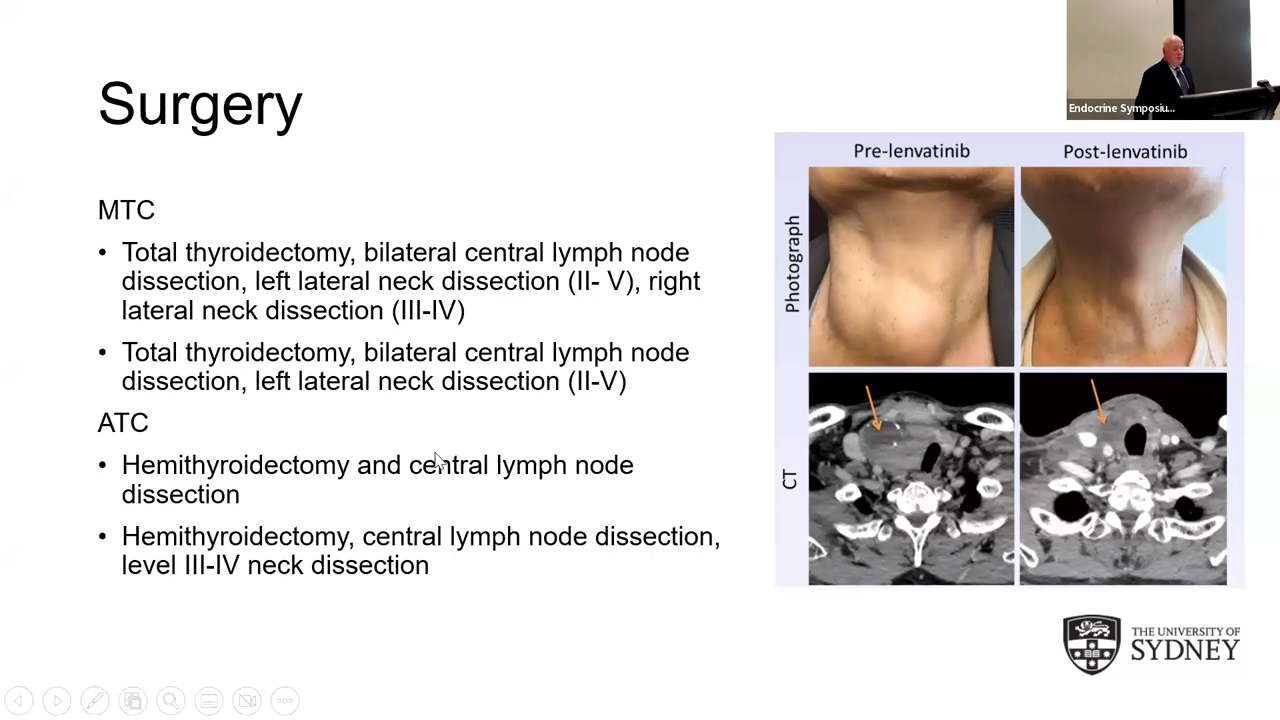 Surgery
Endocrine Symposiu...
MTC
• Total thyroidectomy, bilateral central lymph node
dissection, left lateral neck dissection (II- V), right
lateral neck dissection (III-IV)
• Total thyroidectomy, bilateral central lymph node
dissection, left lateral neck dissection (II-V)
ATC
• Hemithyroidectomy and central lymph node
dissection
• Hemithyroidectomy, central lymph node dissection,
level III-IV neck dissection
Pre-lenvatinib
Post-lenvatinib
Photograph
CT
THE UNIVERSITY OF
SYDNEY